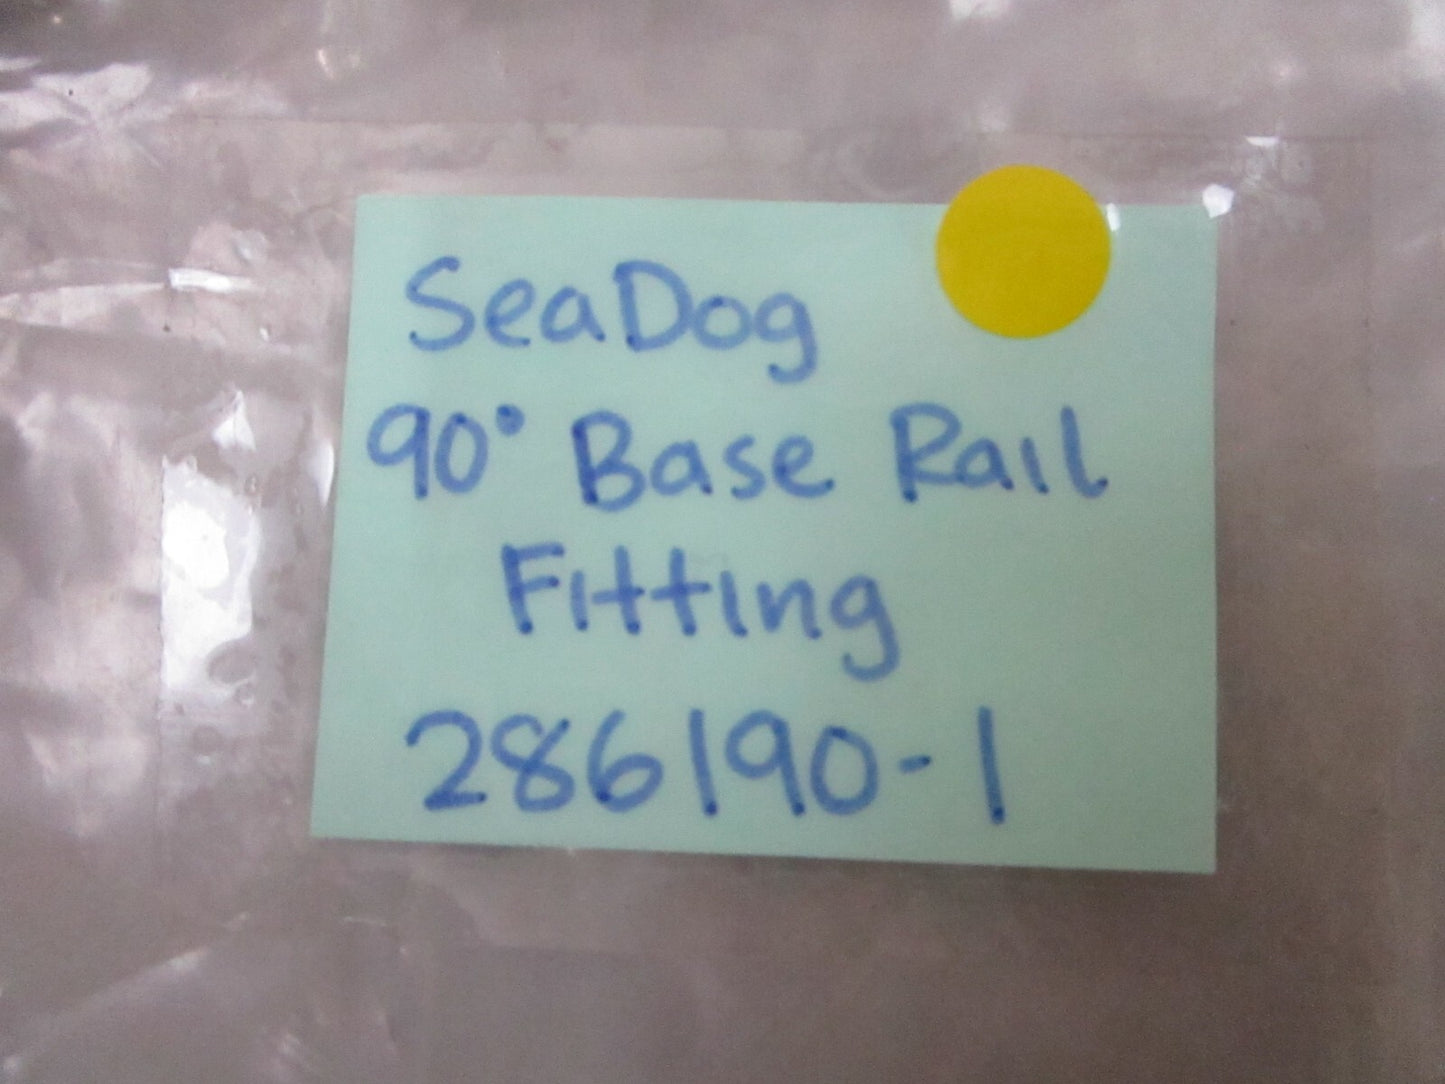 SeaDog
90° Base Rail
Fitting
286190-1